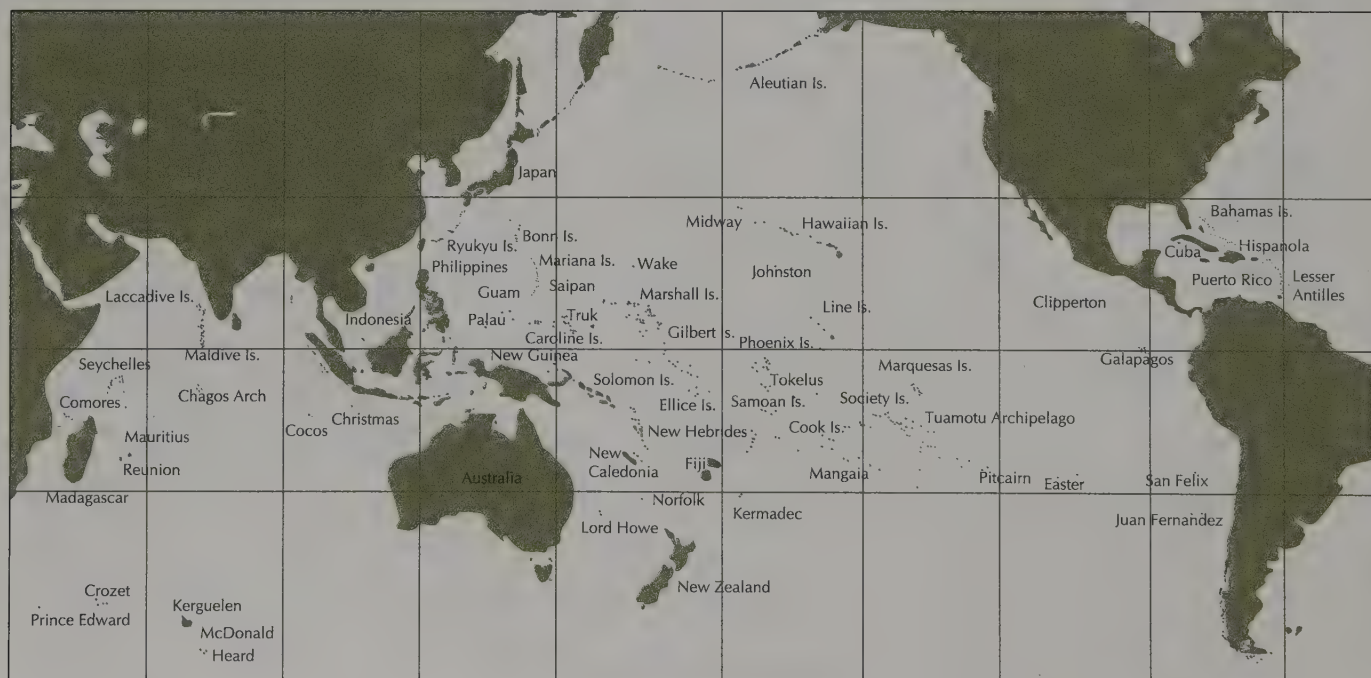 Aleutian Is.
Japan
Midway
Hawaiian Is.
Bahamas Is.
Ryukyu Is.
Bonn Is.
Cuba
Hispanola
Philippines
Mariana Is.
Wake
Johnston
Puerto Rico
Lesser
Antilles
Laccadive Is.
Guam
Saipan
Marshall Is.
Clipperton
Indonesia
Palau
Truk
Line Is.
Caroline Is.
Gilbert Is.
Phoenix Is.
Maldive Is.
New Guinea
Galapagos
Seychelles
Marquesas Is.
Solomon Is.
Tokelus
Chagos Arch
Comores
Ellice Is.
Samoan Is.
Society Is.
Christmas
Tuamotu Archipelago
Cocos
Mauritius
New Hebrides
Cook Is.
Reunion
New
Caledonia
Fiji
Mangaia
Australia
Pitcairn
Easter
San Felix
Madagascar
Norfolk
Kermadec
Lord Howe
Juan Fernandez
New Zealand
Crozet
Prince Edward
Kerguelen
McDonald
Heard